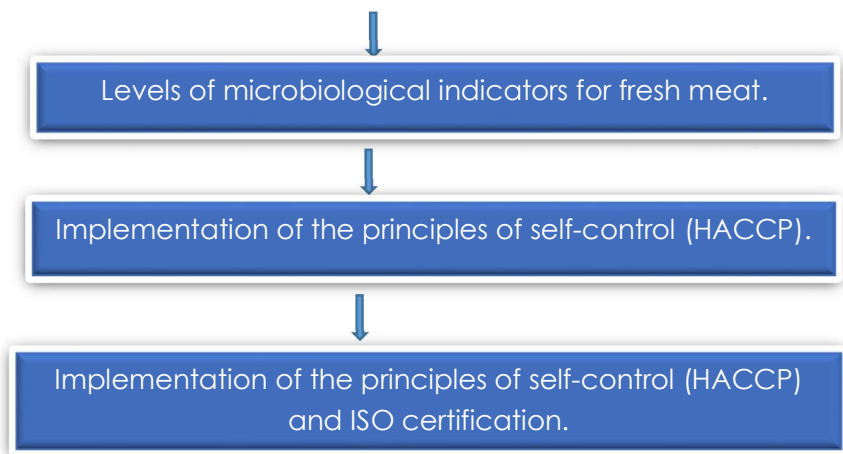 Levels of microbiological indicators for fresh meat.
Implementation of the principles of self-control (HACCP).
Implementation of the principles of self-control (HACCP)
and ISO certification.